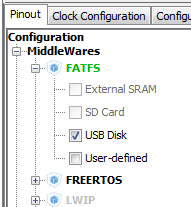 Pinout Clock Configuration Configu
Configuration
MiddleWares
FATFS
External SRAM
SD Card
USB Disk
User-defined
FREERTOS
LWIP